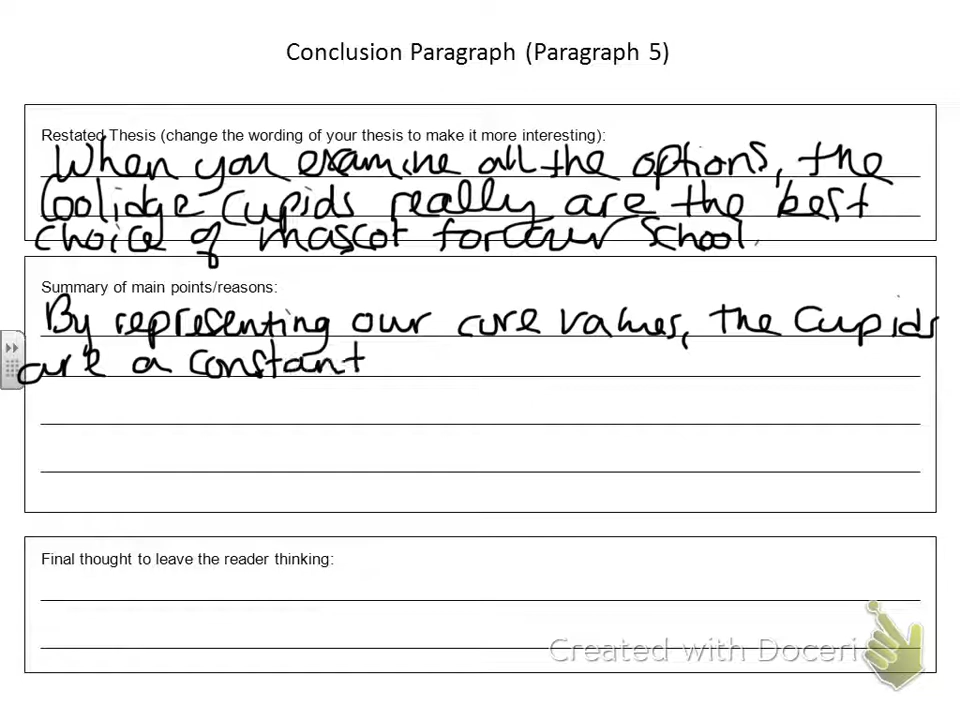 Conclusion Paragraph (Paragraph 5)
Restated Thesis (change the wording of your thesis to make it more interesting):
When you examine all the options, the
Coolidge Cupids really are the best
choice of mascot for our school.
Summary of main points/reasons:
By representing our core values, the Cupids
are a constant
Final thought to leave the reader thinking:
Created with Doceri